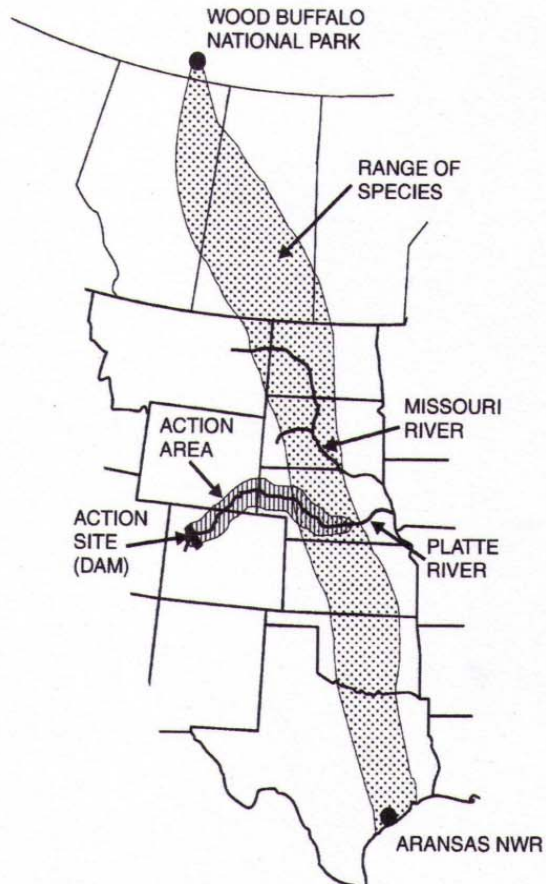 WOOD BUFFALO
NATIONAL PARK
RANGE OF
SPECIES
MISSOURI
RIVER
ACTION
AREA
ACTION
SITE
(DAM)
PLATTE
RIVER
ARANSAS NWR